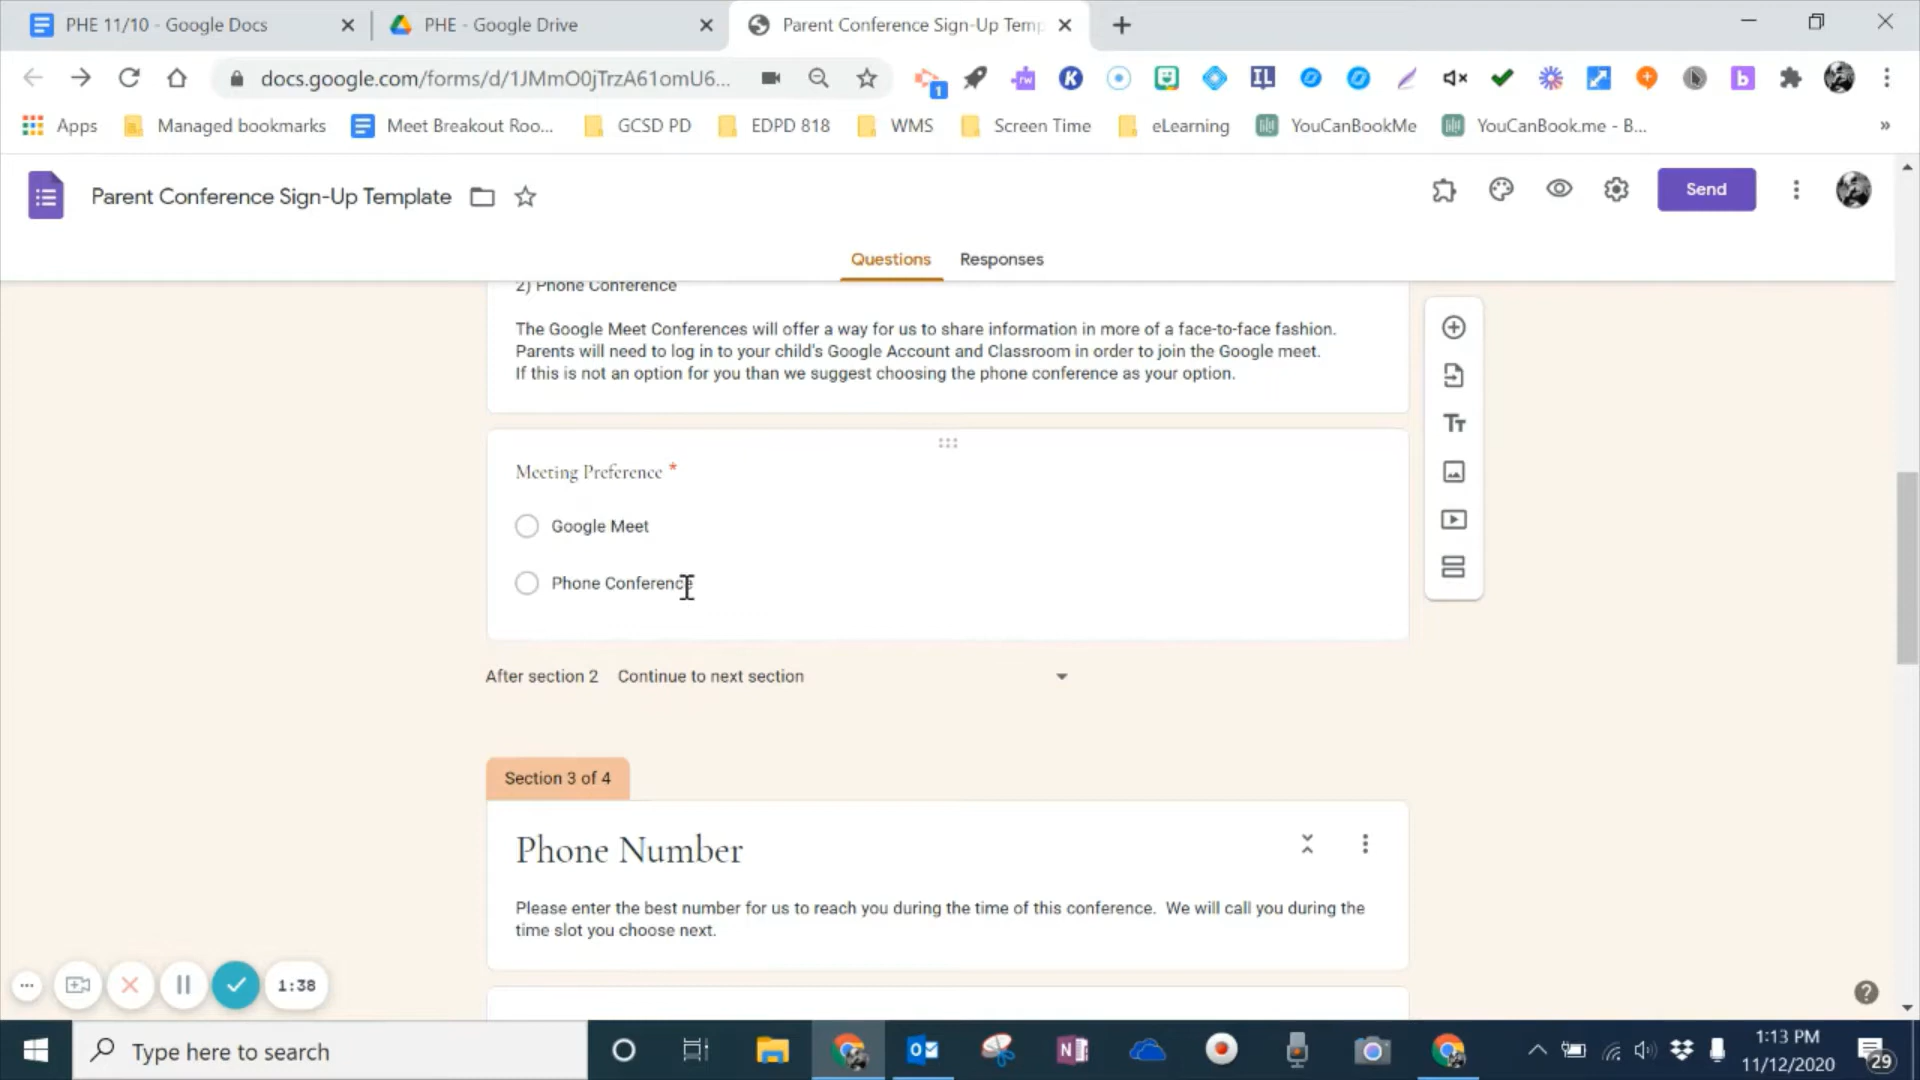 PHE 11/10 - Google Docs
PHE - Google Drive
Parent Conference Sign-Up Temp
docs.google.com/forms/d/1JMmO0jTrzA61omU6...
1
rw
K
IL
b
Apps
Managed bookmarks
Meet Breakout Roo...
GCSD PD
EDPD 818
WMS
Screen Time
eLearning
YouCanBookMe
YouCanBook.me - B...
»
Parent Conference Sign-Up Template
Send
Questions
Responses
2) Phone Conference
The Google Meet Conferences will offer a way for us to share information in more of a face-to-face fashion.
Parents will need to log in to your child's Google Account and Classroom in order to join the Google meet.
If this is not an option for you than we suggest choosing the phone conference as your option.
Tт
Meeting Preference *
Google Meet
Phone Conference
After section 2 Continue to next section
Section 3 of 4
Phone Number
Please enter the best number for us to reach you during the time of this conference. We will call you during the
time slot you choose next.
1:38
Type here to search
1:13 PM
11/12/2020
29